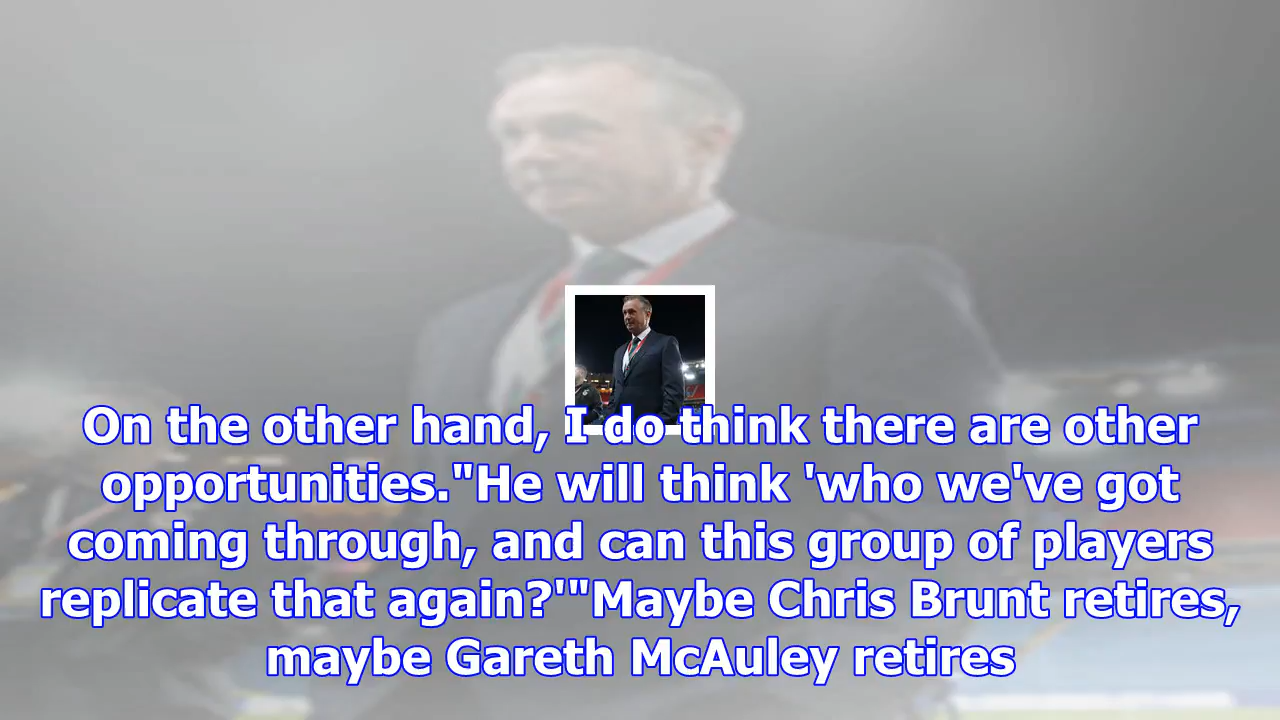 On the other hand, I do think there are other
opportunities."He will think 'who we've got
coming through, and can this group of players
replicate that again?'"Maybe Chris Brunt retires,
maybe Gareth McAuley retires